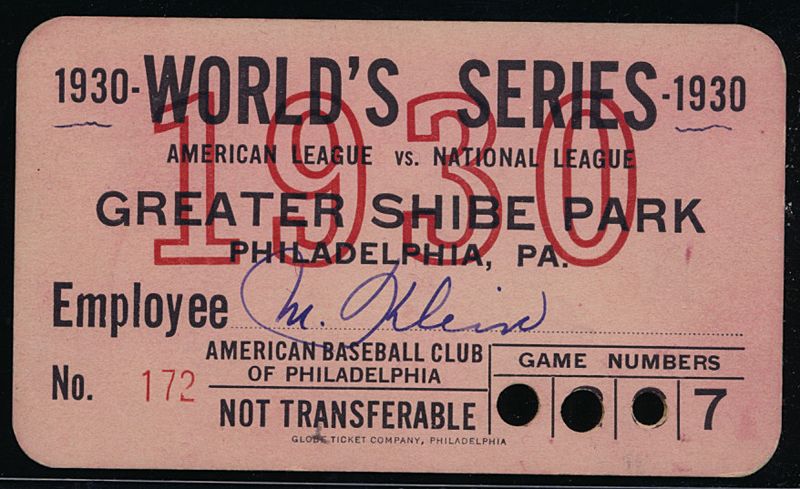 1930-WORLD'S SERIES-1930
1930
AMERICAN LEAGUE VS. NATIONAL LEAGUE
GREATER SHIBE PARK
PHILADELPHIA, PA.
Employee M. Klein
No. 172
AMERICAN BASEBALL CLUB
OF PHILADELPHIA
NOT TRANSFERABLE
GAME NUMBERS
7
GLOBE TICKET COMPANY, PHILADELPHIA